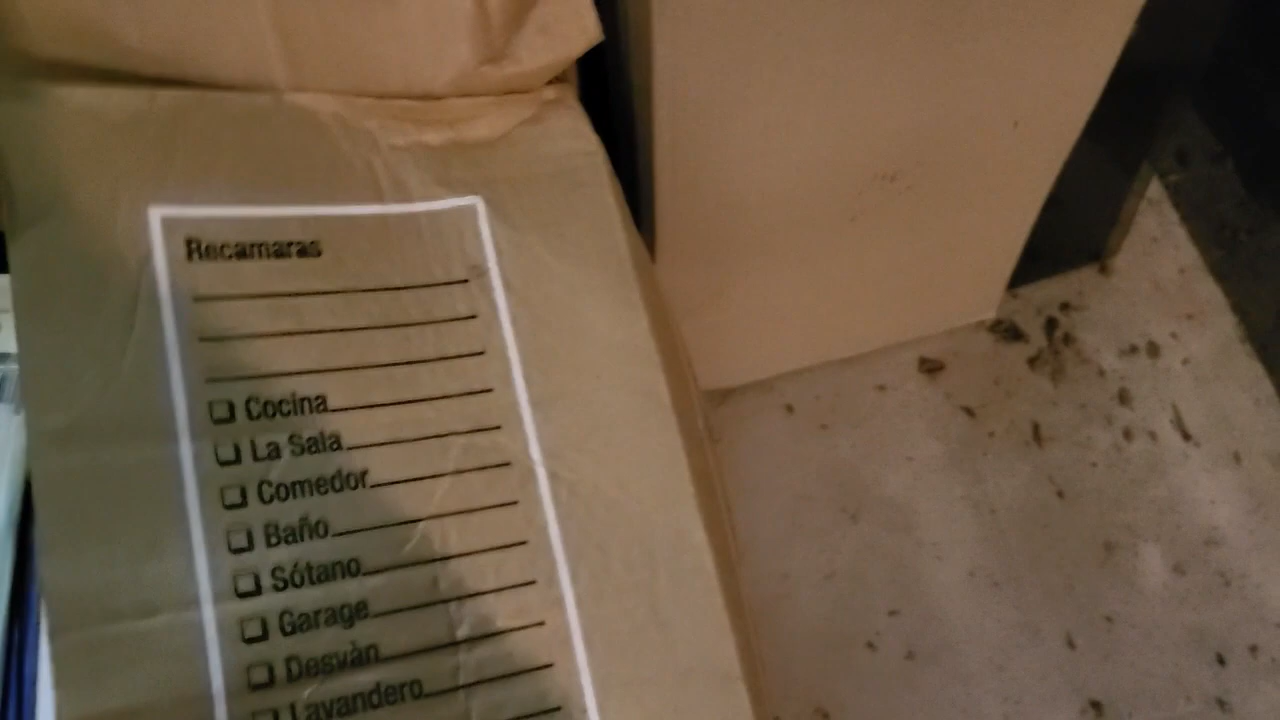 Recamaras
Cocina
La Sala
Comedor
Baño
Sótano
Garage
Desvàn
Lavandero